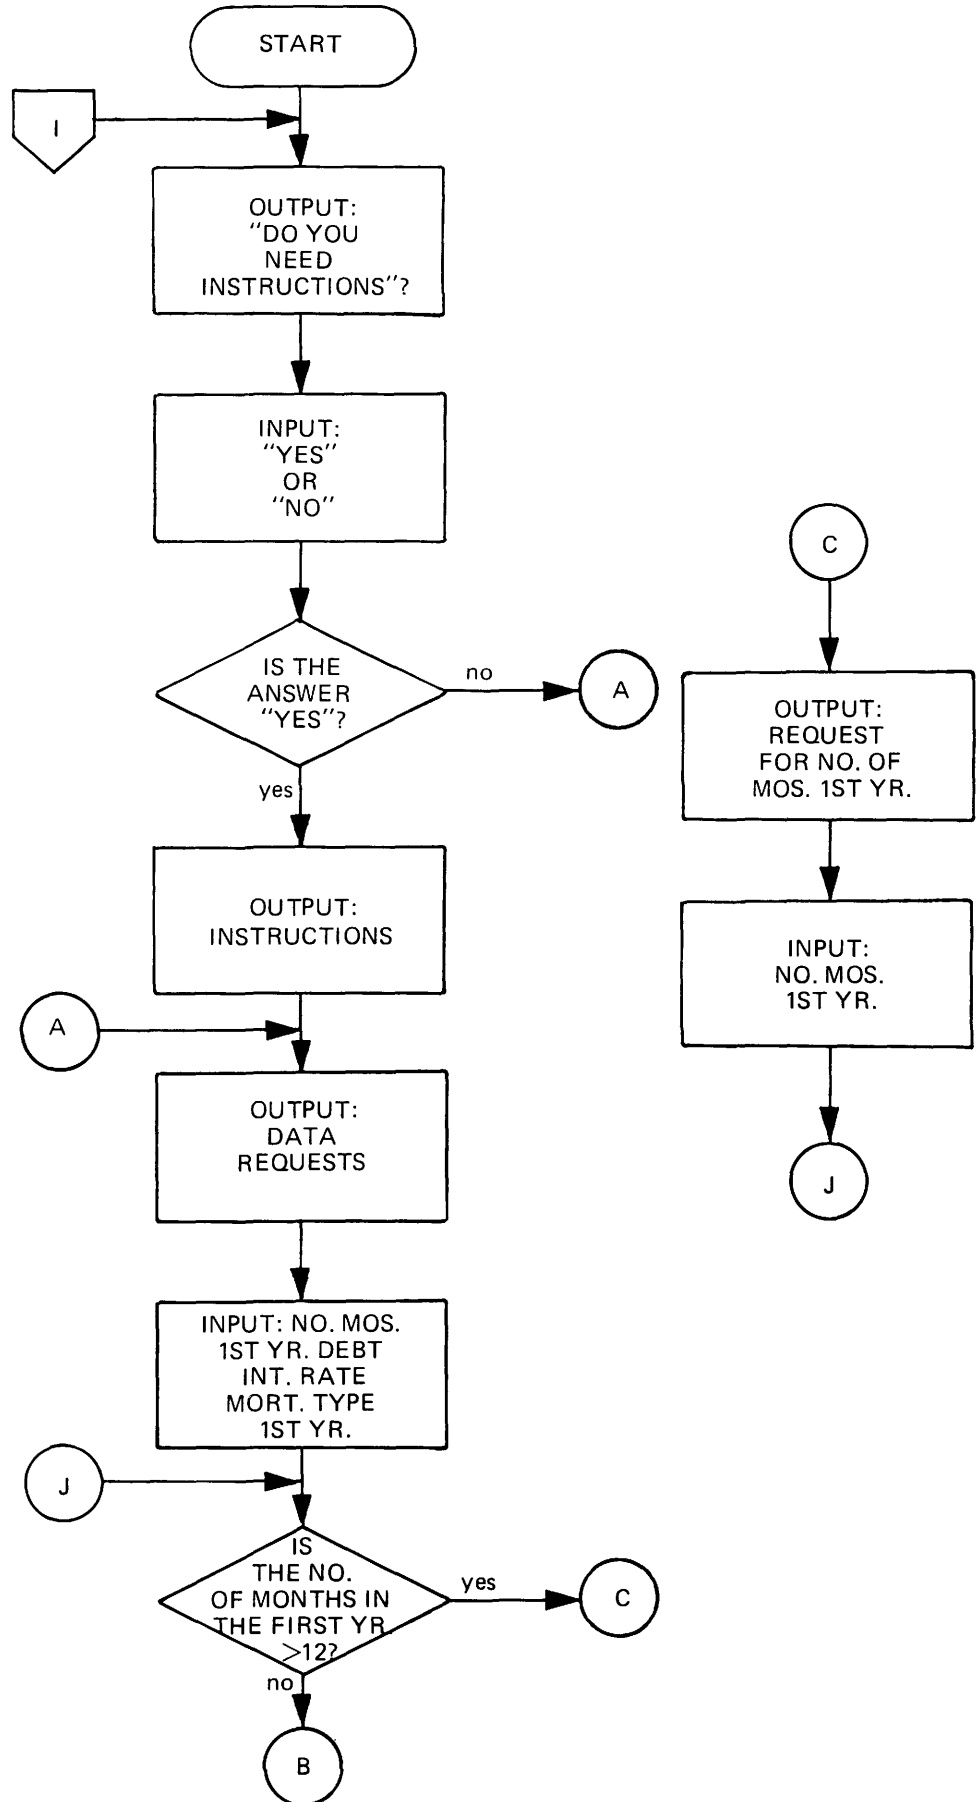 START
I
OUTPUT:
"DO YOU
NEED
INSTRUCTIONS"?
INPUT:
"YES"
OR
"NO"
IS THE
ANSWER
"YES"?
no
A
yes
OUTPUT:
INSTRUCTIONS
A
OUTPUT:
DATA
REQUESTS
INPUT: NO. MOS.
1ST YR. DEBT
INT. RATE
MORT. TYPE
1ST YR.
J
IS
THE NO.
OF MONTHS IN
THE FIRST YR.
>12?
yes
C
no
B
C
OUTPUT:
REQUEST
FOR NO. OF
MOS. 1ST YR.
INPUT:
NO. MOS.
1ST YR.
J